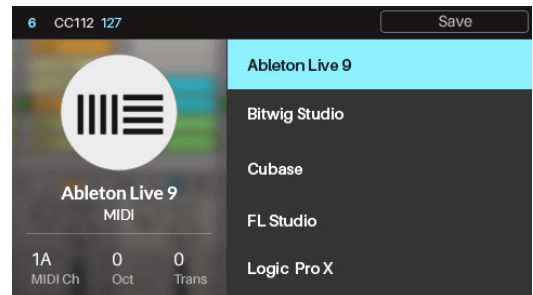 6 CC112 127 Save
Ableton Live 9
Bitwig Studio
Cubase
FL Studio
Logic Pro X
Ableton Live 9
MIDI
1A 0 0
MIDI Ch Oct Trans